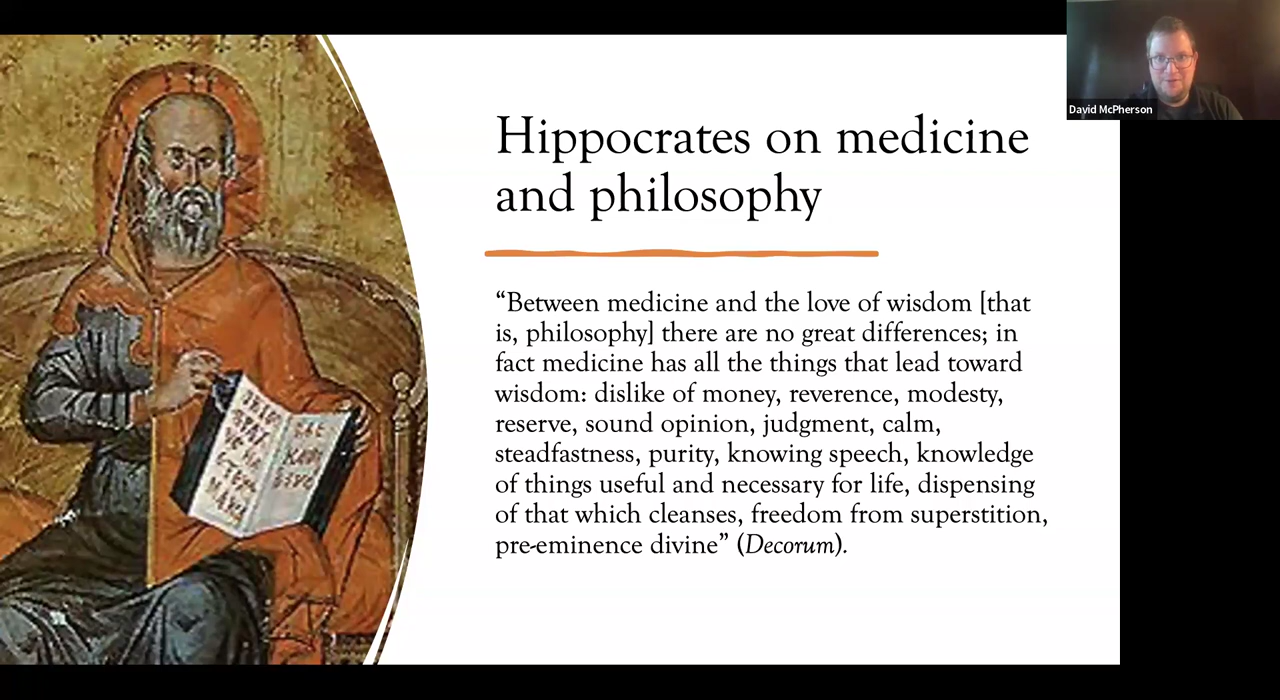 David McPherson
Hippocrates on medicine
and philosophy
“Between medicine and the love of wisdom [that
is, philosophy] there are no great differences; in
fact medicine has all the things that lead toward
wisdom: dislike of money, reverence, modesty,
reserve, sound opinion, judgment, calm,
steadfastness, purity, knowing speech, knowledge
of things useful and necessary for life, dispensing
of that which cleanses, freedom from superstition,
pre-eminence divine” (Decorum).